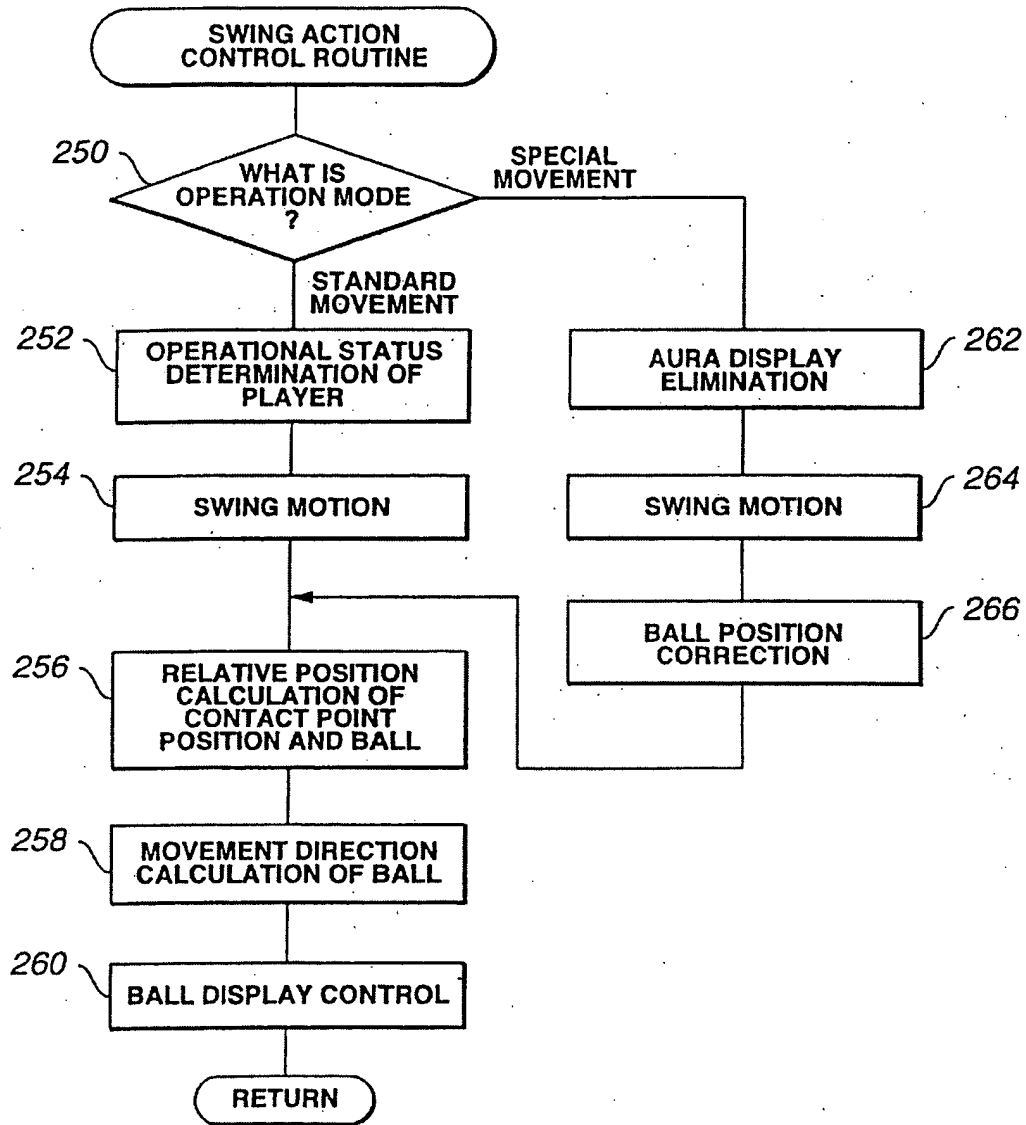 SWING ACTION
CONTROL ROUTINE
250
WHAT IS
OPERATION MODE
?
SPECIAL
MOVEMENT
STANDARD
MOVEMENT
252
OPERATIONAL STATUS
DETERMINATION OF
PLAYER
262
AURA DISPLAY
ELIMINATION
254
SWING MOTION
264
SWING MOTION
266
BALL POSITION
CORRECTION
256
RELATIVE POSITION
CALCULATION OF
CONTACT POINT
POSITION AND BALL
258
MOVEMENT DIRECTION
CALCULATION OF BALL
260
BALL DISPLAY CONTROL
RETURN